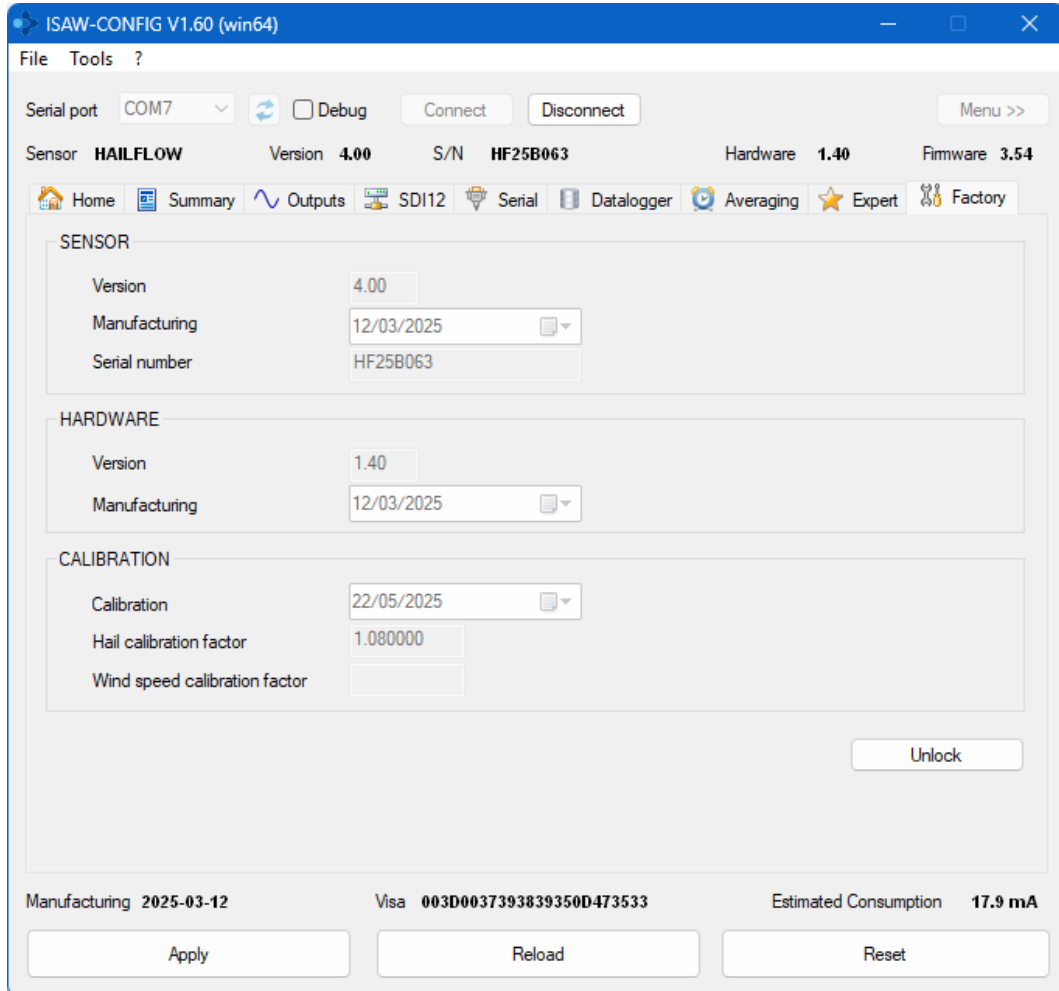 ISAW-CONFIG V1.60 (win64)
File Tools ?
Serial port COM7 Debug Connect Disconnect Menu >>
Sensor HAILFLOW Version 4.00 S/N HF25B063 Hardware 1.40 Firmware 3.54
Home Summary Outputs SDI12 Serial Datalogger Averaging Expert Factory
SENSOR
Version 4.00
Manufacturing 12/03/2025
Serial number HF25B063
HARDWARE
Version 1.40
Manufacturing 12/03/2025
CALIBRATION
Calibration 22/05/2025
Hail calibration factor 1.080000
Wind speed calibration factor
Unlock
Manufacturing 2025-03-12 Visa 003D0037393839350D473533 Estimated Consumption 17.9 mA
Apply Reload Reset